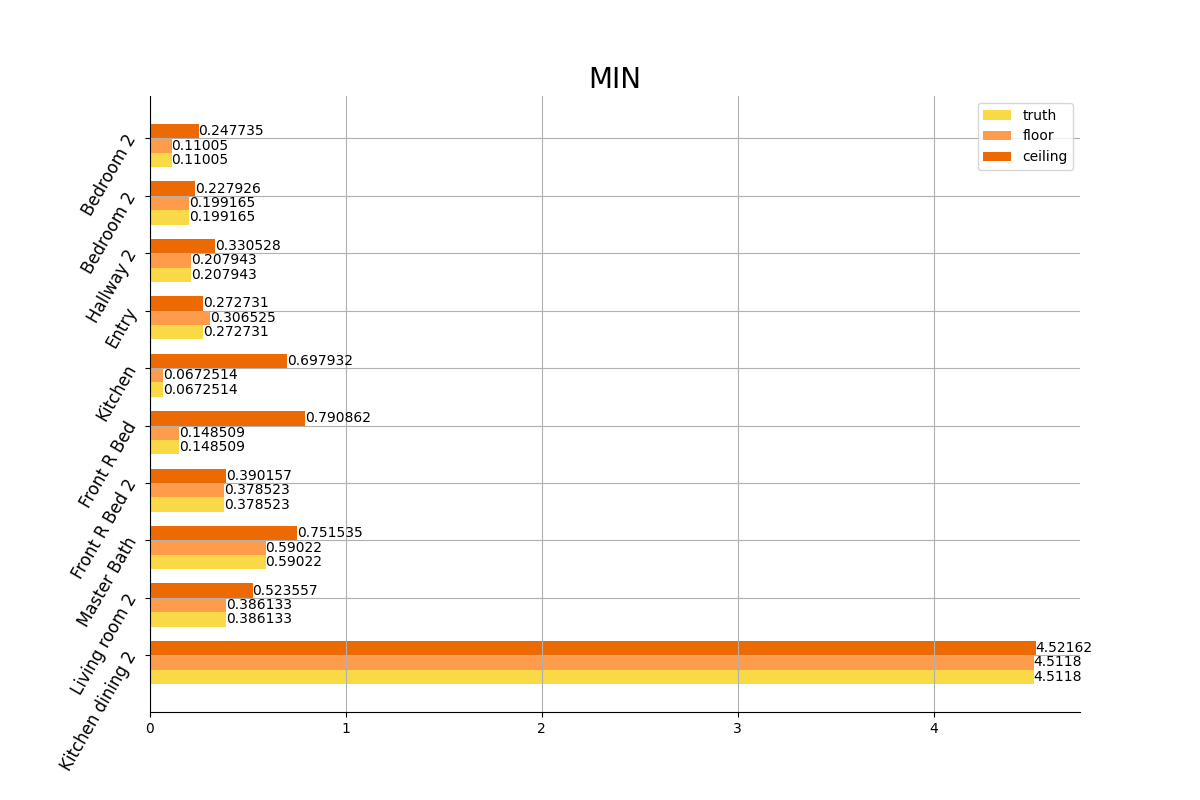 MIN
truth
floor
ceiling
Bedroom 2
0.247735
0.11005
0.11005
Bedroom 2
0.227926
0.199165
0.199165
Hallway 2
0.330528
0.207943
0.207943
Entry
0.272731
0.306525
0.272731
Kitchen
0.697932
0.0672514
0.0672514
Front R Bed
0.790862
0.148509
0.148509
Front R Bed 2
0.390157
0.378523
0.378523
Master Bath
0.751535
0.59022
0.59022
Living room 2
0.523557
0.386133
0.386133
Kitchen dining 2
4.52162
4.5118
4.5118
0 1 2 3 4